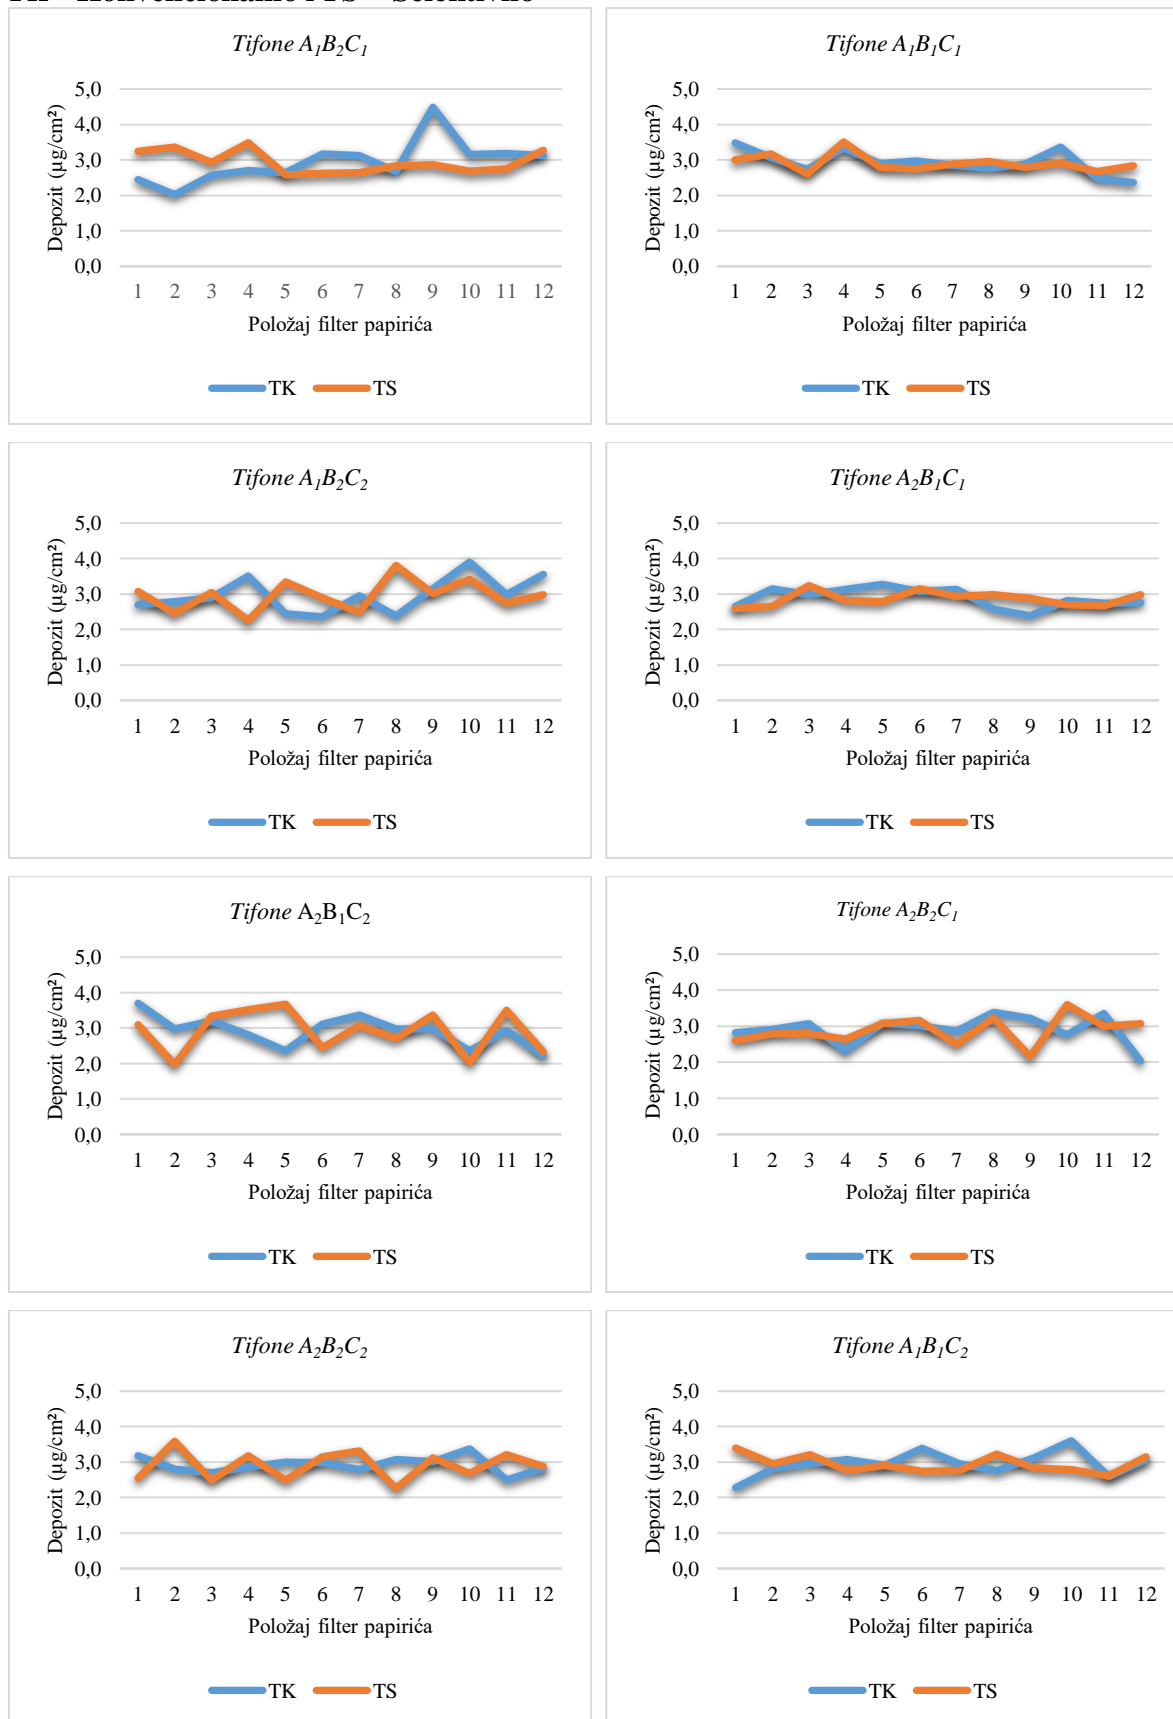 Tifone A₁B₂C₁
Depozit (µg/cm²)
5,0
4,0
3,0
2,0
1,0
0,0
1 2 3 4 5 6 7 8 9 10 11 12
Položaj filter papirića
TK TS
Tifone A₁B₁C₁
Depozit (µg/cm²)
5,0
4,0
3,0
2,0
1,0
0,0
1 2 3 4 5 6 7 8 9 10 11 12
Položaj filter papirića
TK TS
Tifone A₁B₂C₂
Depozit (µg/cm²)
5,0
4,0
3,0
2,0
1,0
0,0
1 2 3 4 5 6 7 8 9 10 11 12
Položaj filter papirića
TK TS
Tifone A₂B₁C₁
Depozit (µg/cm²)
5,0
4,0
3,0
2,0
1,0
0,0
1 2 3 4 5 6 7 8 9 10 11 12
Položaj filter papirića
TK TS
Tifone A₂B₁C₂
Depozit (µg/cm²)
5,0
4,0
3,0
2,0
1,0
0,0
1 2 3 4 5 6 7 8 9 10 11 12
Položaj filter papirića
TK TS
Tifone A₂B₂C₁
Depozit (µg/cm²)
5,0
4,0
3,0
2,0
1,0
0,0
1 2 3 4 5 6 7 8 9 10 11 12
Položaj filter papirića
TK TS
Tifone A₂B₂C₂
Depozit (µg/cm²)
5,0
4,0
3,0
2,0
1,0
0,0
1 2 3 4 5 6 7 8 9 10 11 12
Položaj filter papirića
TK TS
Tifone A₁B₁C₂
Depozit (µg/cm²)
5,0
4,0
3,0
2,0
1,0
0,0
1 2 3 4 5 6 7 8 9 10 11 12
Položaj filter papirića
TK TS